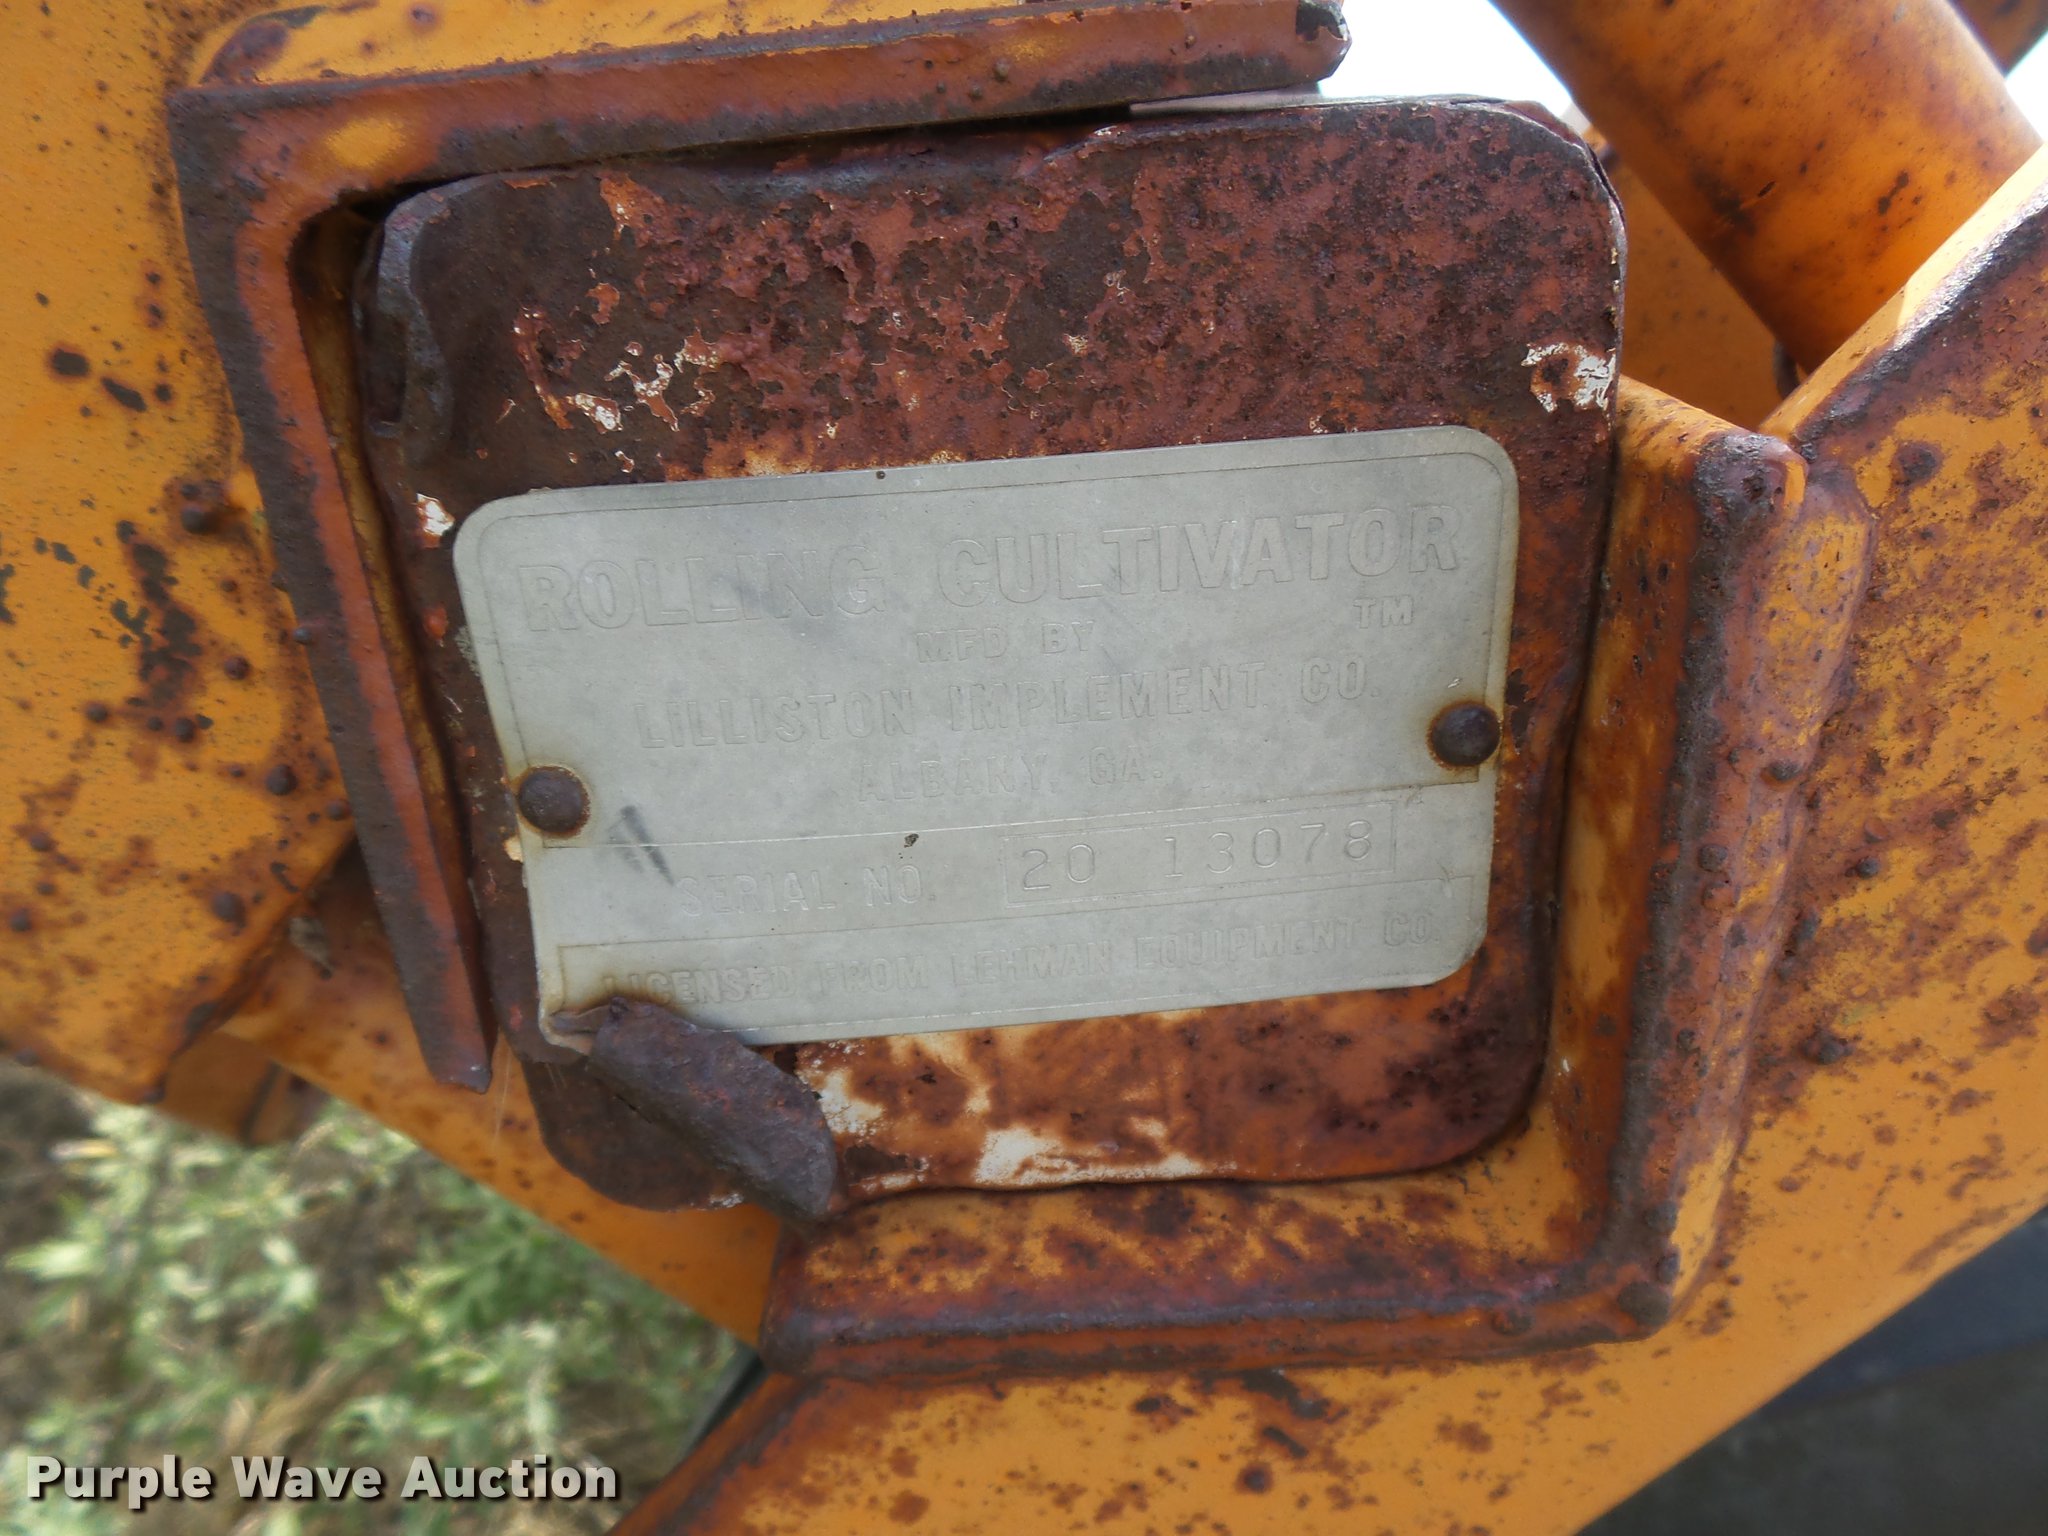 ROLLING CULTIVATOR
TM
MFD BY
LILLISTON IMPLEMENT CO.
ALBANY, GA.
SERIAL NO. 20 13078
LICENSED FROM LEHMAN EQUIPMENT CO.
Purple Wave Auction